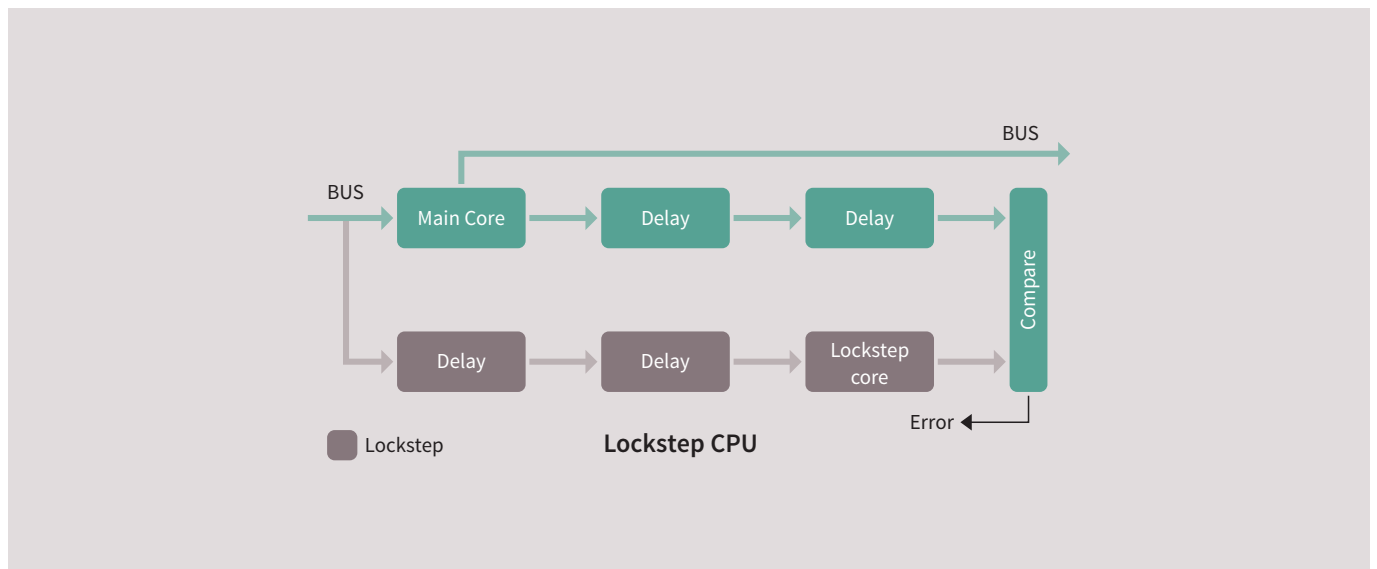 BUS
BUS
Main Core
Delay
Delay
Compare
Delay
Delay
Lockstep
core
Error
Lockstep
Lockstep CPU